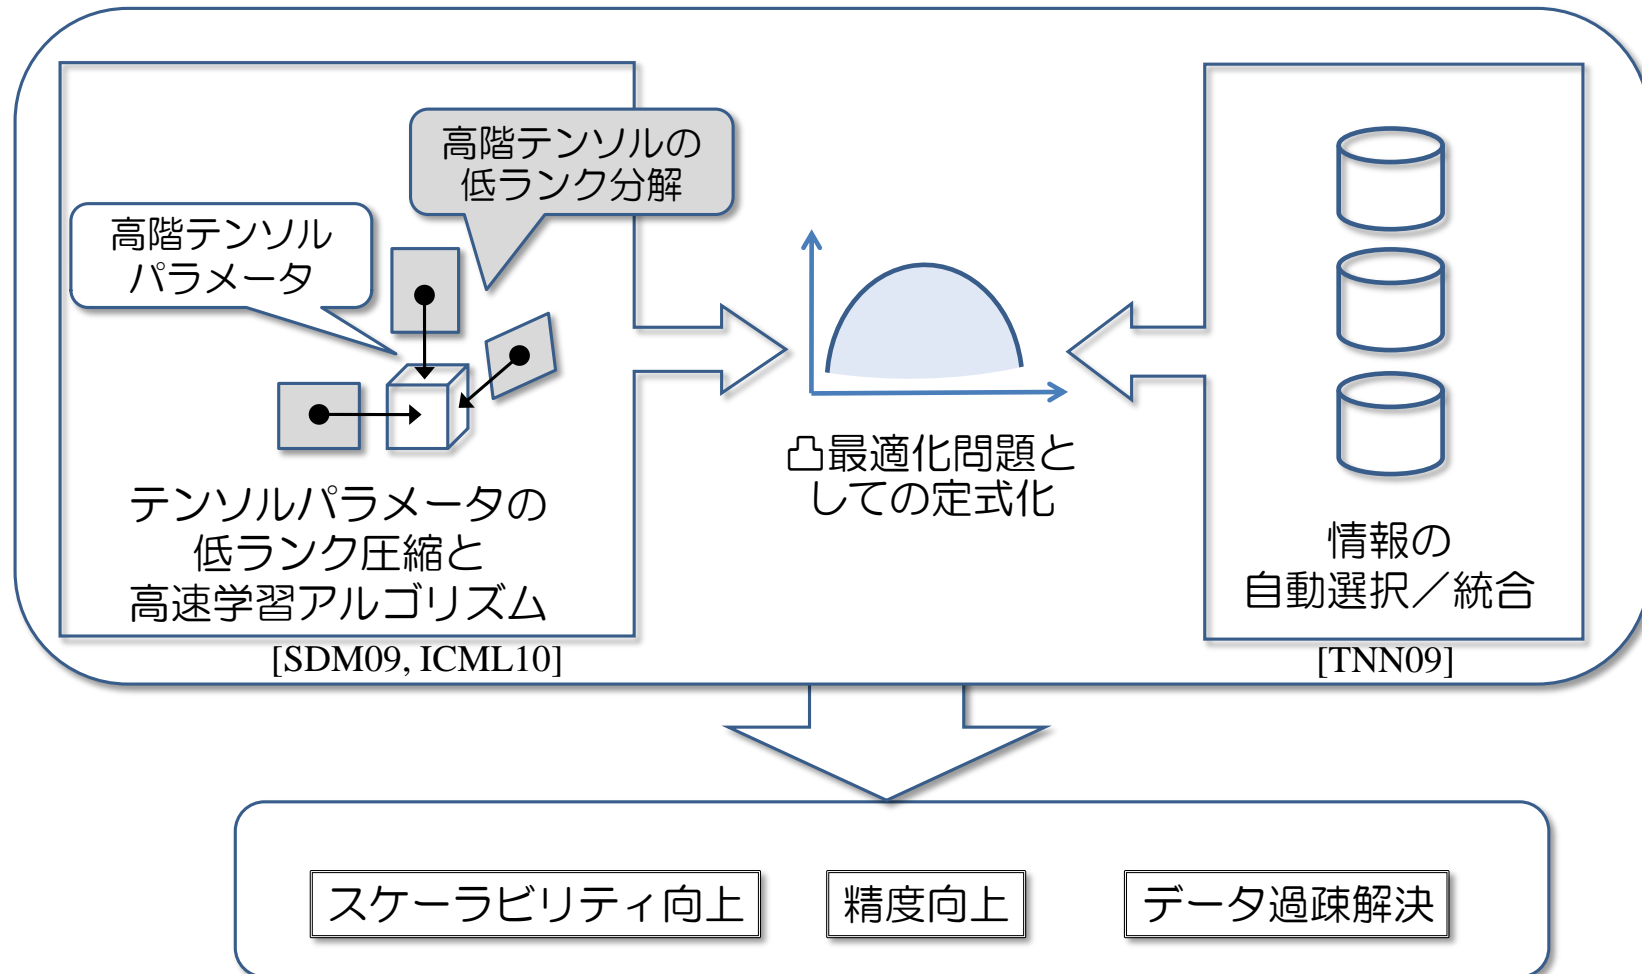 高階テンソルの
低ランク分解
高階テンソル
パラメータ
テンソルパラメータの
低ランク圧縮と
高速学習アルゴリズム
[SDM09, ICML10]
凸最適化問題と
しての定式化
情報の
自動選択／統合
[TNN09]
スケーラビリティ向上
精度向上
データ過疎解決